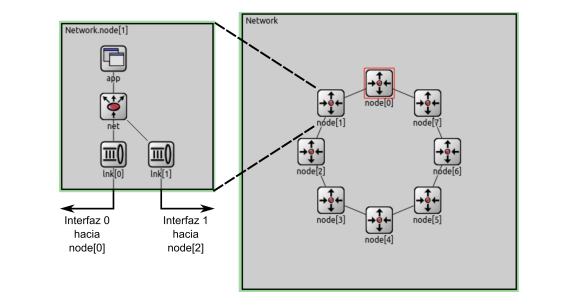 Network.node[1]
app
net
lnk[0]
lnk[1]
Interfaz 0
hacia
node[0]
Interfaz 1
hacia
node[2]
Network
node[0]
node[1]
node[7]
node[2]
node[6]
node[3]
node[5]
node[4]